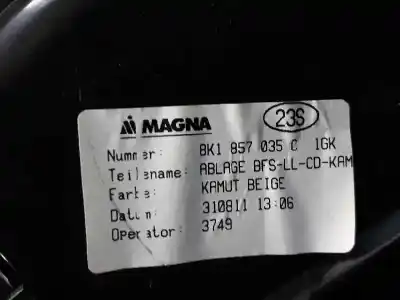 MAGNA 23S
Nummer: 8K1 857 035 C 1GK
Teilename: ABLAGE BFS-LL-CD-KAM
Farbe: KAMUT BEIGE
Datum: 310811 13:06
Operator: 3749